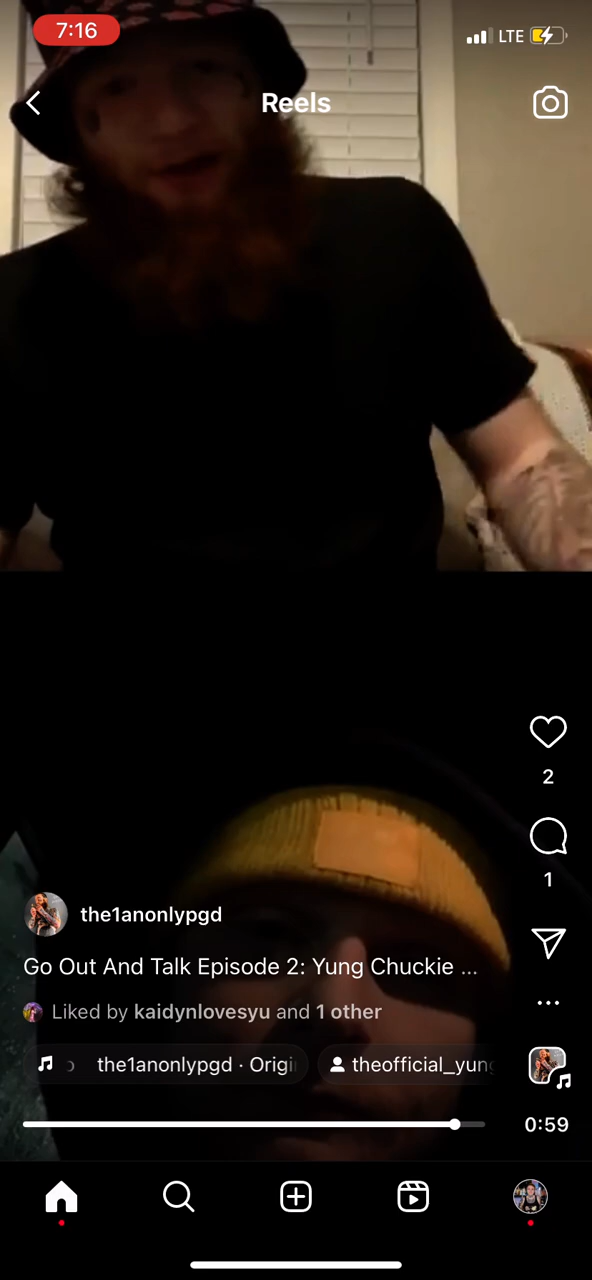 7:16
LTE
Reels
2
1
the1anonlypgd
Go Out And Talk Episode 2: Yung Chuckie ...
Liked by kaidynlovesyu and 1 other
the1anonlypgd · Origi
theofficial_yung
0:59